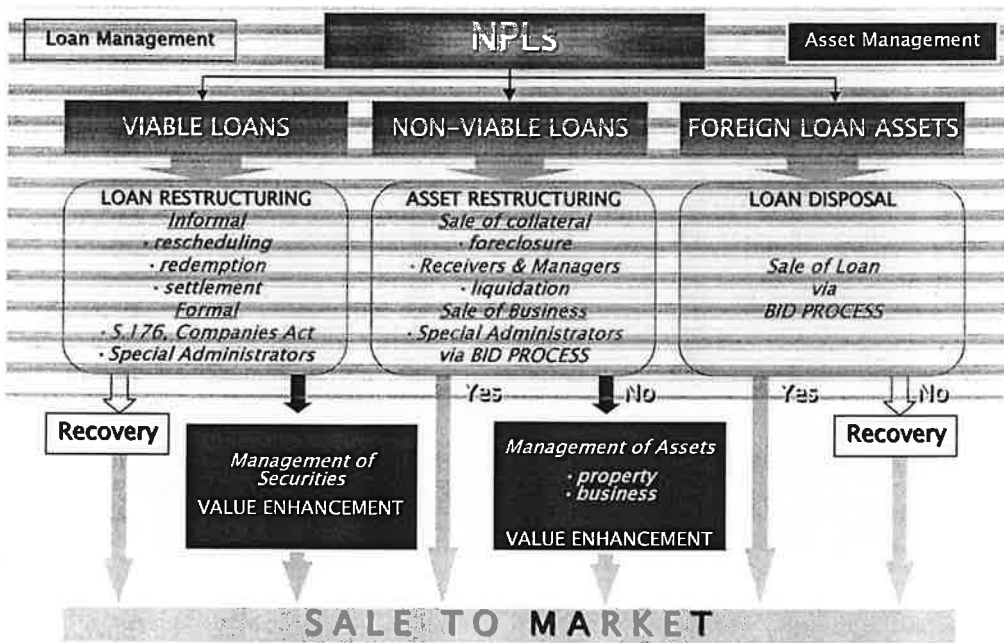 Loan Management
NPLs
Asset Management
VIABLE LOANS
NON-VIABLE LOANS
FOREIGN LOAN ASSETS
LOAN RESTRUCTURING
Informal
· rescheduling
· redemption
· settlement
Formal
· S.176, Companies Act
· Special Administrators
ASSET RESTRUCTURING
Sale of collateral
· foreclosure
· Receivers & Managers
· liquidation
Sale of Business
· Special Administrators
via BID PROCESS
LOAN DISPOSAL
Sale of Loan
via
BID PROCESS
Yes
No
Yes
No
Recovery
Management of
Securities
VALUE ENHANCEMENT
Management of Assets
· property
· business
VALUE ENHANCEMENT
Recovery
SALE TO MARKET